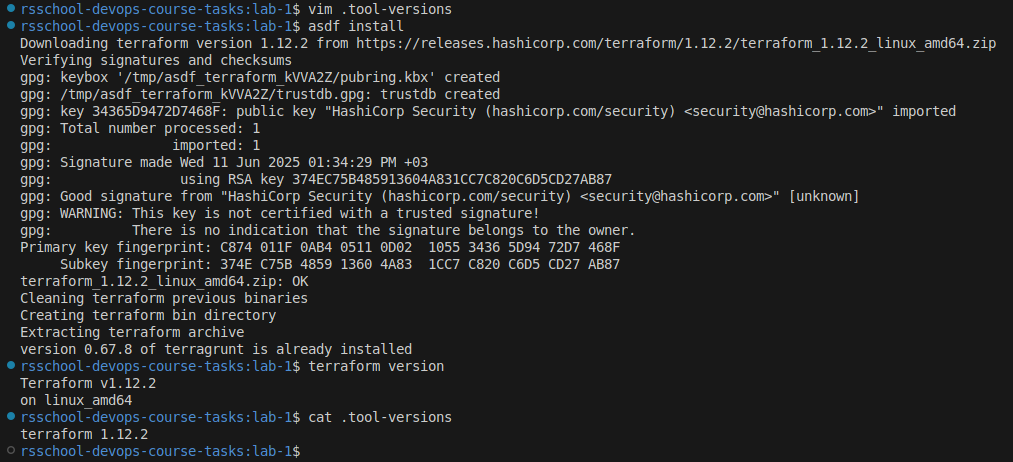 rsschool-devops-course-tasks:lab-1$ vim .tool-versions
rsschool-devops-course-tasks:lab-1$ asdf install
Downloading terraform version 1.12.2 from https://releases.hashicorp.com/terraform/1.12.2/terraform_1.12.2_linux_amd64.zip
Verifying signatures and checksums
gpg: keybox '/tmp/asdf_terraform_kVVA2Z/pubring.kbx' created
gpg: /tmp/asdf_terraform_kVVA2Z/trustdb.gpg: trustdb created
gpg: key 34365D9472D7468F: public key "HashiCorp Security (hashicorp.com/security) <security@hashicorp.com>" imported
gpg: Total number processed: 1
gpg:               imported: 1
gpg: Signature made Wed 11 Jun 2025 01:34:29 PM +03
gpg:                using RSA key 374EC75B485913604A831CC7C820C6D5CD27AB87
gpg: Good signature from "HashiCorp Security (hashicorp.com/security) <security@hashicorp.com>" [unknown]
gpg: WARNING: This key is not certified with a trusted signature!
gpg:          There is no indication that the signature belongs to the owner.
Primary key fingerprint: C874 011F 0AB4 0511 0D02  1055 3436 5D94 72D7 468F
     Subkey fingerprint: 374E C75B 4859 1360 4A83  1CC7 C820 C6D5 CD27 AB87
terraform_1.12.2_linux_amd64.zip: OK
Cleaning terraform previous binaries
Creating terraform bin directory
Extracting terraform archive
version 0.67.8 of terragrunt is already installed
rsschool-devops-course-tasks:lab-1$ terraform version
Terraform v1.12.2
on linux_amd64
rsschool-devops-course-tasks:lab-1$ cat .tool-versions
terraform 1.12.2
rsschool-devops-course-tasks:lab-1$